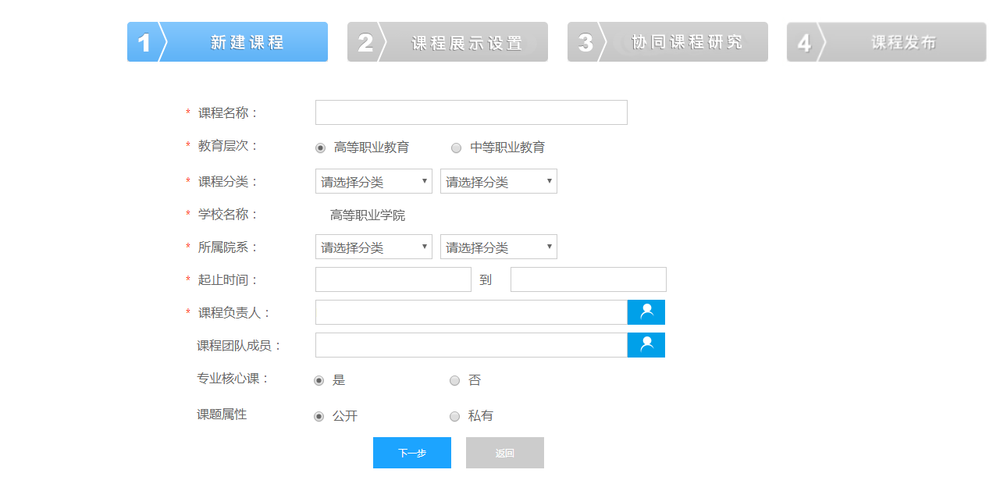 1 新建课程 2 课程展示设置 3 协同课程研究 4 课程发布
* 课程名称：
* 教育层次： 高等职业教育 中等职业教育
* 课程分类： 请选择分类 请选择分类
* 学校名称： 高等职业学院
* 所属院系： 请选择分类 请选择分类
* 起止时间： 到
* 课程负责人：
课程团队成员：
专业核心课： 是 否
课题属性 公开 私有
下一步 返回